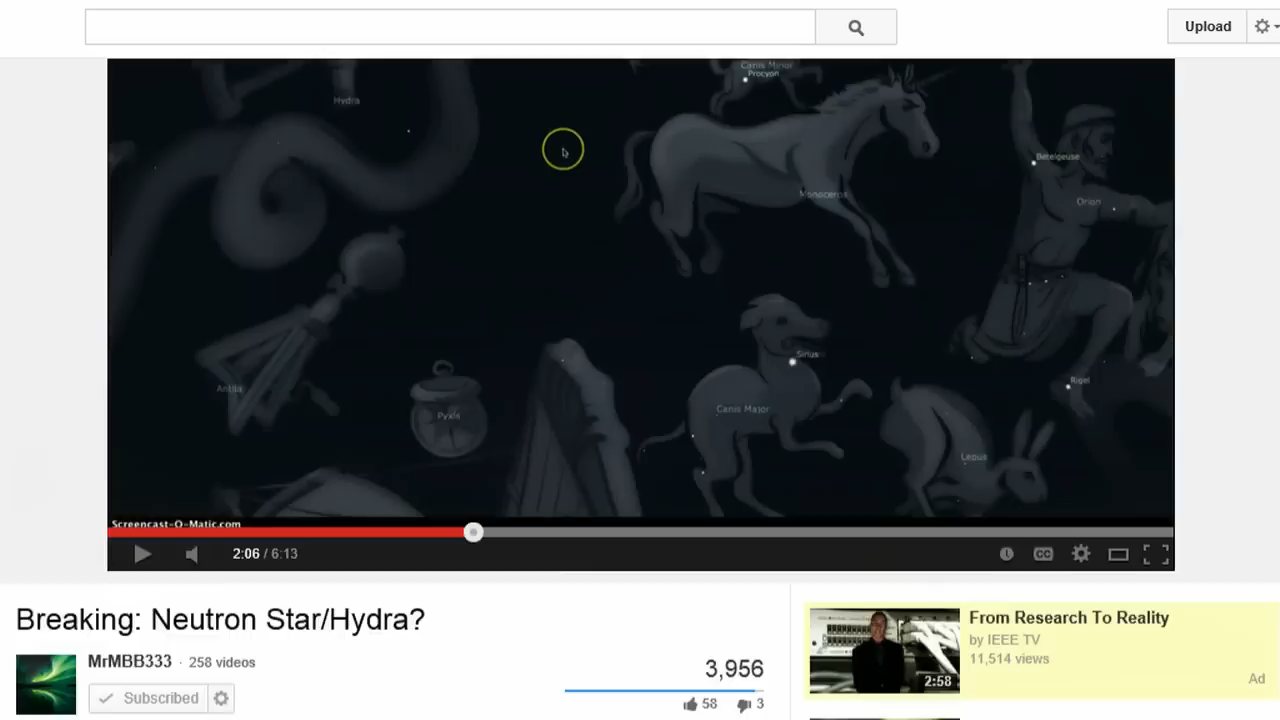 Upload
Canis Minor
Procyon
Hydra
Betelgeuse
Monoceros
Orion
Sirius
Rigel
Antlia
Canis Major
Pyxis
Lepus
Screencast-O-Matic.com
2:06 / 6:13
CC
Breaking: Neutron Star/Hydra?
MrMBB333 · 258 videos
Subscribed
3,956
58 3
From Research To Reality
by IEEE TV
11,514 views
2:58
Ad